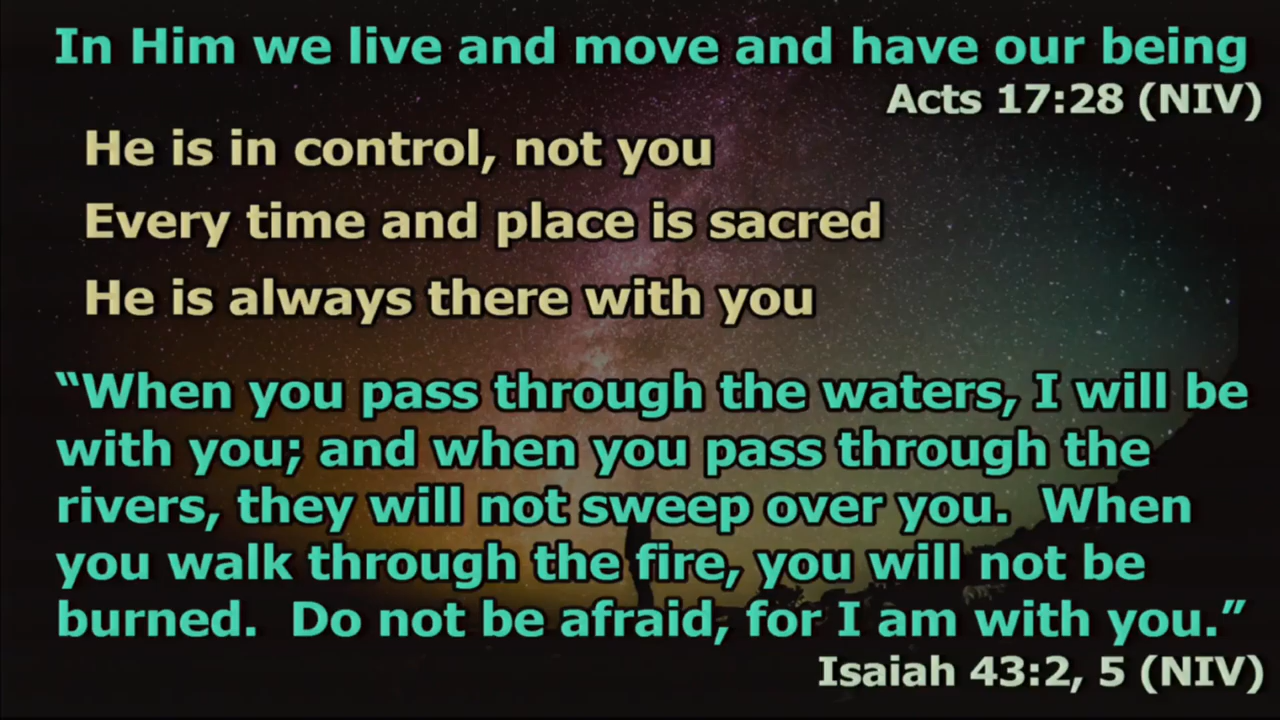 In Him we live and move and have our being
Acts 17:28 (NIV)
He is in control, not you
Every time and place is sacred
He is always there with you
“When you pass through the waters, I will be
with you; and when you pass through the
rivers, they will not sweep over you.  When
you walk through the fire, you will not be
burned.  Do not be afraid, for I am with you.”
Isaiah 43:2, 5 (NIV)